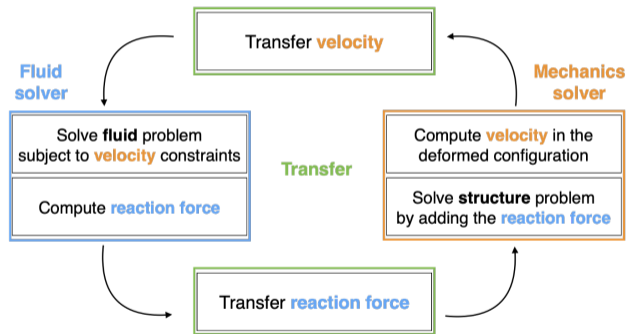 Transfer velocity
Fluid
solver
Mechanics
solver
Solve fluid problem
subject to velocity constraints
Compute reaction force
Transfer
Compute velocity in the
deformed configuration
Solve structure problem
by adding the reaction force
Transfer reaction force